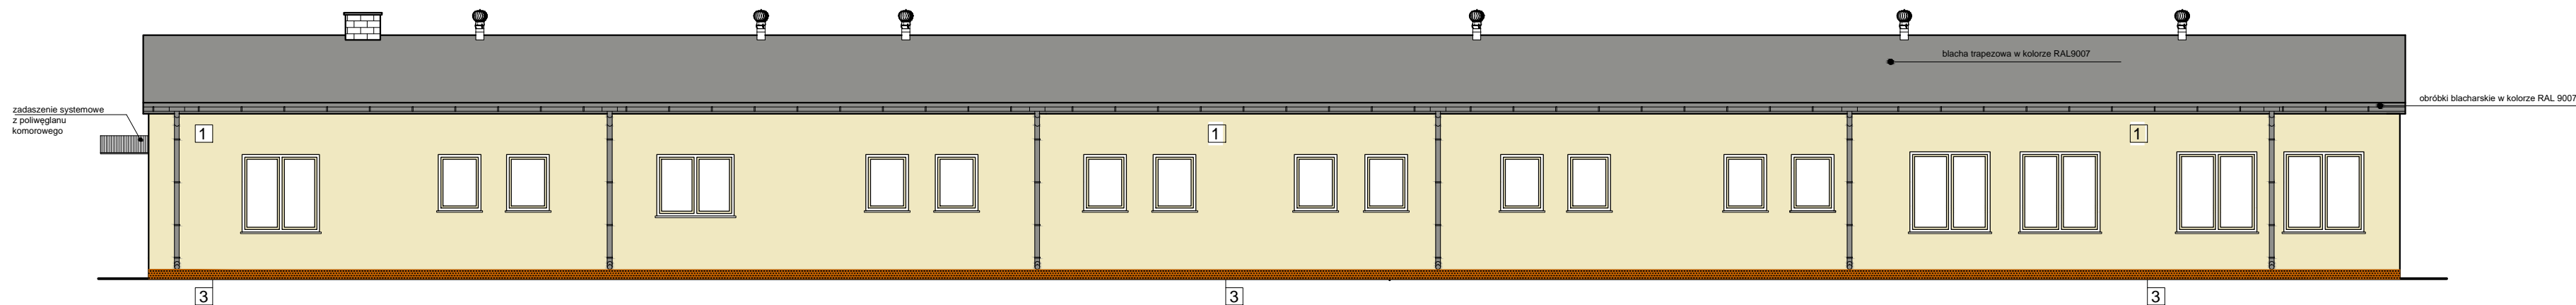 blacha trapezowa w kolorze RAL9007
obróbki blacharskie w kolorze RAL 9007
zadaszenie systemowe
z poliwęglanu
komorowego
1
1
1
3
3
3